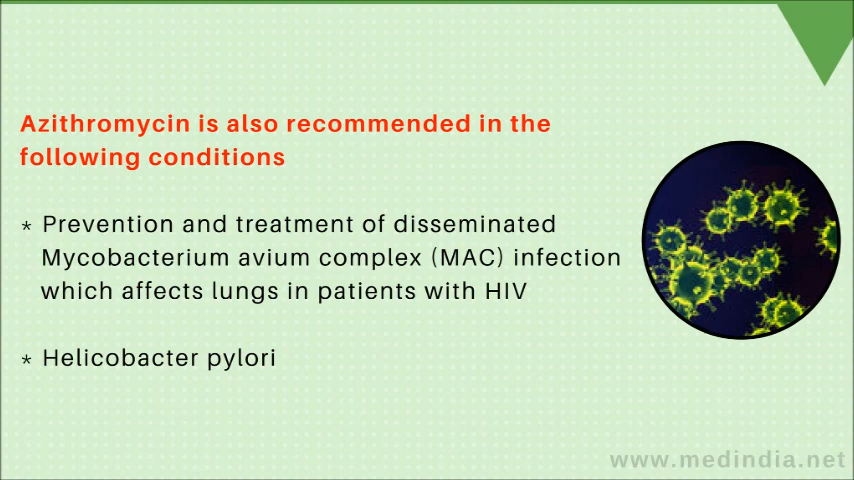 Azithromycin is also recommended in the
following conditions
* Prevention and treatment of disseminated
Mycobacterium avium complex (MAC) infection
which affects lungs in patients with HIV
* Helicobacter pylori
www.medindia.net